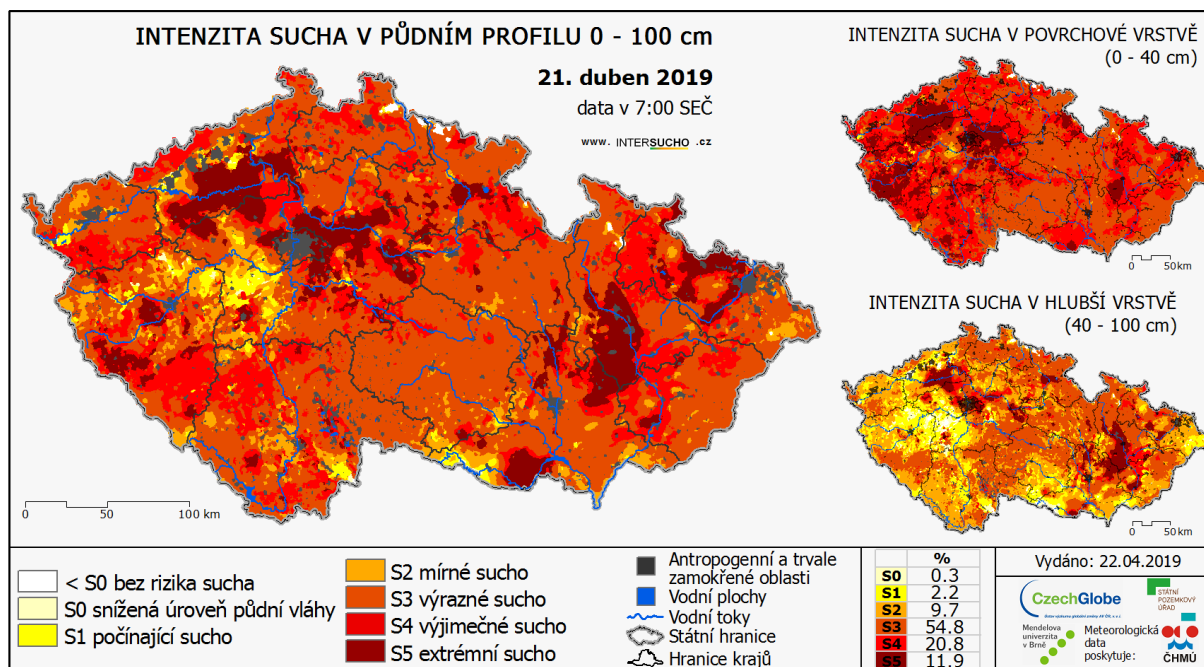 INTENZITA SUCHA V PŮDNÍM PROFILU 0 - 100 cm
21. duben 2019
data v 7:00 SEČ
www. INTERSUCHO .cz
0 50 100 km
INTENZITA SUCHA V POVRCHOVÉ VRSTVĚ
(0 - 40 cm)
0 50 km
INTENZITA SUCHA V HLUBŠÍ VRSTVĚ
(40 - 100 cm)
0 50 km
< S0 bez rizika sucha
S0 snížená úroveň půdní vláhy
S1 počínající sucho
S2 mírné sucho
S3 výrazné sucho
S4 výjimečné sucho
S5 extrémní sucho
Antropogenní a trvale
zamokřené oblasti
Vodní plochy
Vodní toky
Státní hranice
Hranice krajů
%
S0 0.3
S1 2.2
S2 9.7
S3 54.8
S4 20.8
S5 11.9
Vydáno: 22.04.2019
CzechGlobe
STÁTNÍ
POZEMKOVÝ
ÚŘAD
Mendelova
univerzita
v Brně
Meteorologická
data
poskytuje:
ČHMÚ